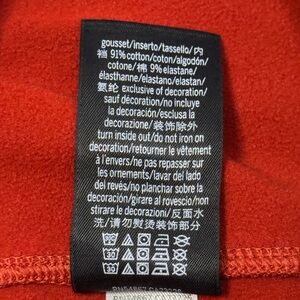 gousset/inserto/tassello/内
裆 91%cotton/coton/algodón/
cotone/棉 9% elastane/
élasthanne/elastano/elastan/
氨纶 exclusive of decoration/
sauf décoration/no incluye
la decoración/esclusa la
decorazione/装饰除外
turn inside out/do not iron on
decoration/retourner le vêtement
à l'envers/ne pas repasser sur
les ornements/lavar del lado
del revés/no planchar sobre la
decoración/girare al rovescio/non
stirare le decorazioni/反面水
洗/请勿熨烫装饰部分